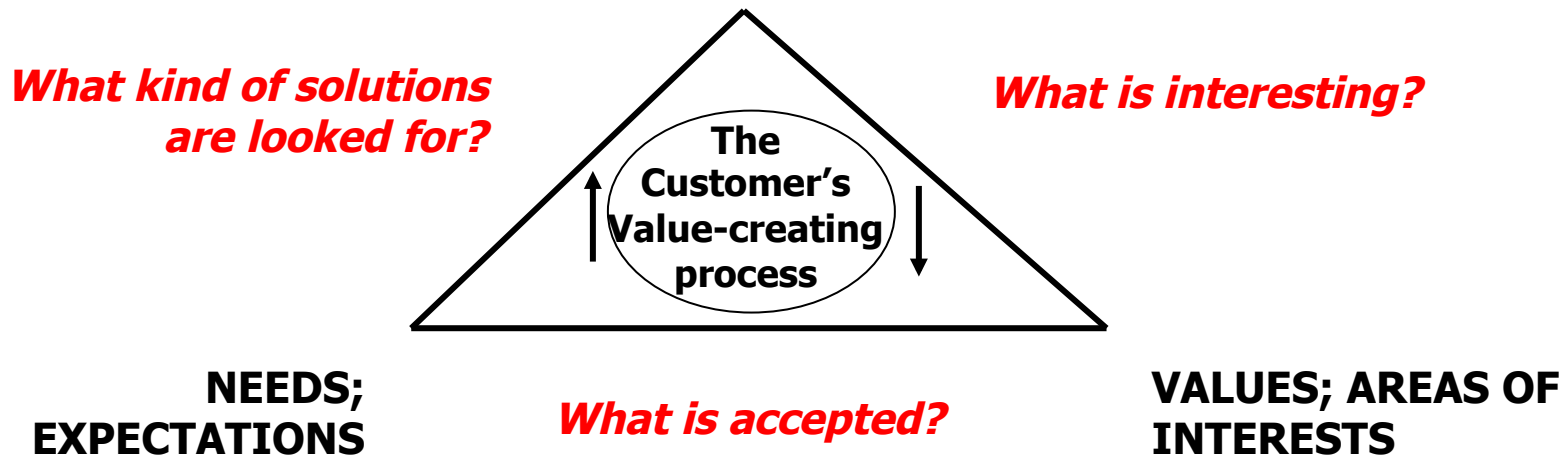 What kind of solutions
are looked for?
What is interesting?
The
Customer’s
Value-creating
process
NEEDS;
EXPECTATIONS
What is accepted?
VALUES; AREAS OF
INTERESTS